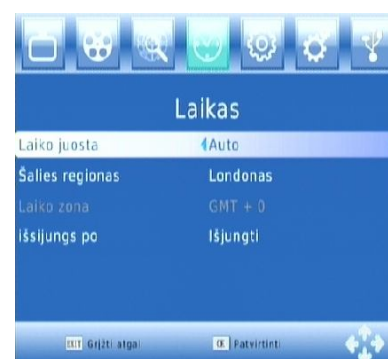 Laikas
Laiko juosta Auto
Šalies regionas Londonas
Laiko zona GMT + 0
išsijungs po Išjungti
EXIT Grįžti atgal OK Patvirtinti